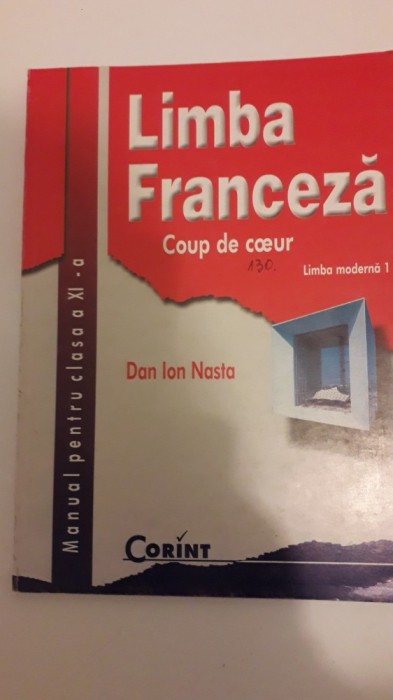 Limba
Franceză
Coup de cœur
130.
Limba modernă 1
Dan Ion Nasta
Manual pentru clasa a XI-a
CORINT